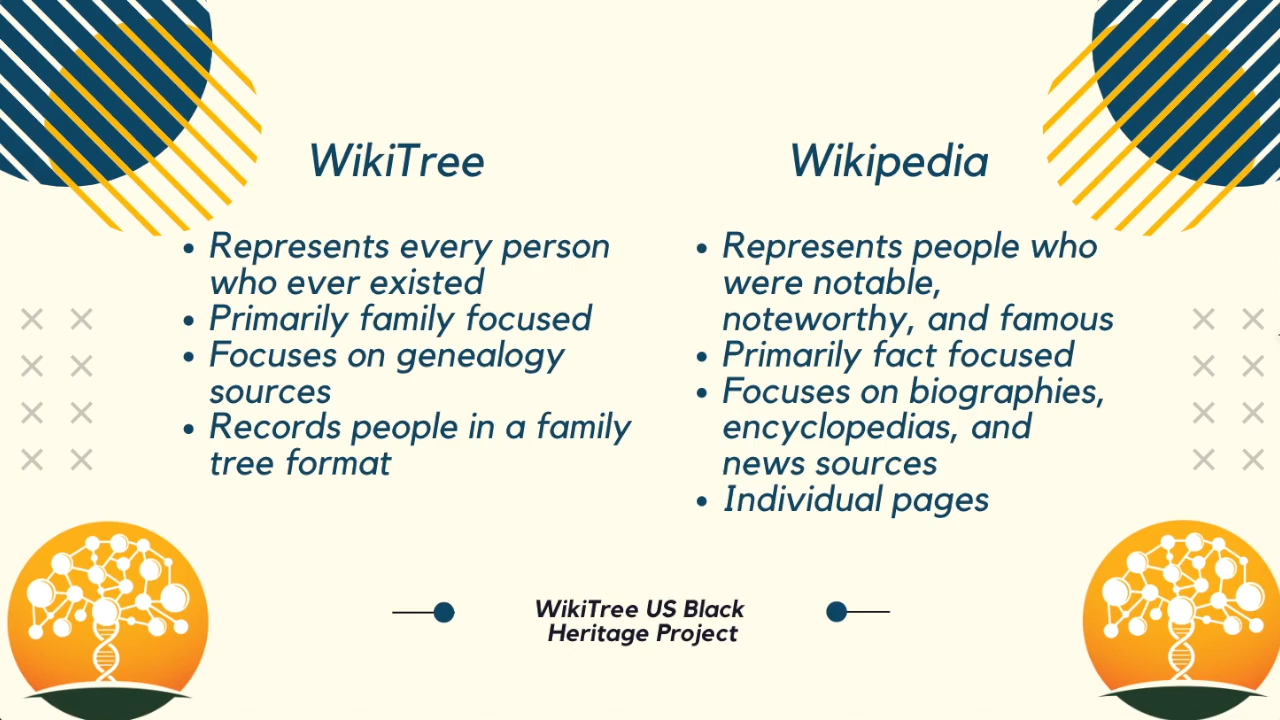 WikiTree
• Represents every person
who ever existed
• Primarily family focused
• Focuses on genealogy
sources
• Records people in a family
tree format
Wikipedia
• Represents people who
were notable,
noteworthy, and famous
• Primarily fact focused
• Focuses on biographies,
encyclopedias, and
news sources
• Individual pages
WikiTree US Black
Heritage Project